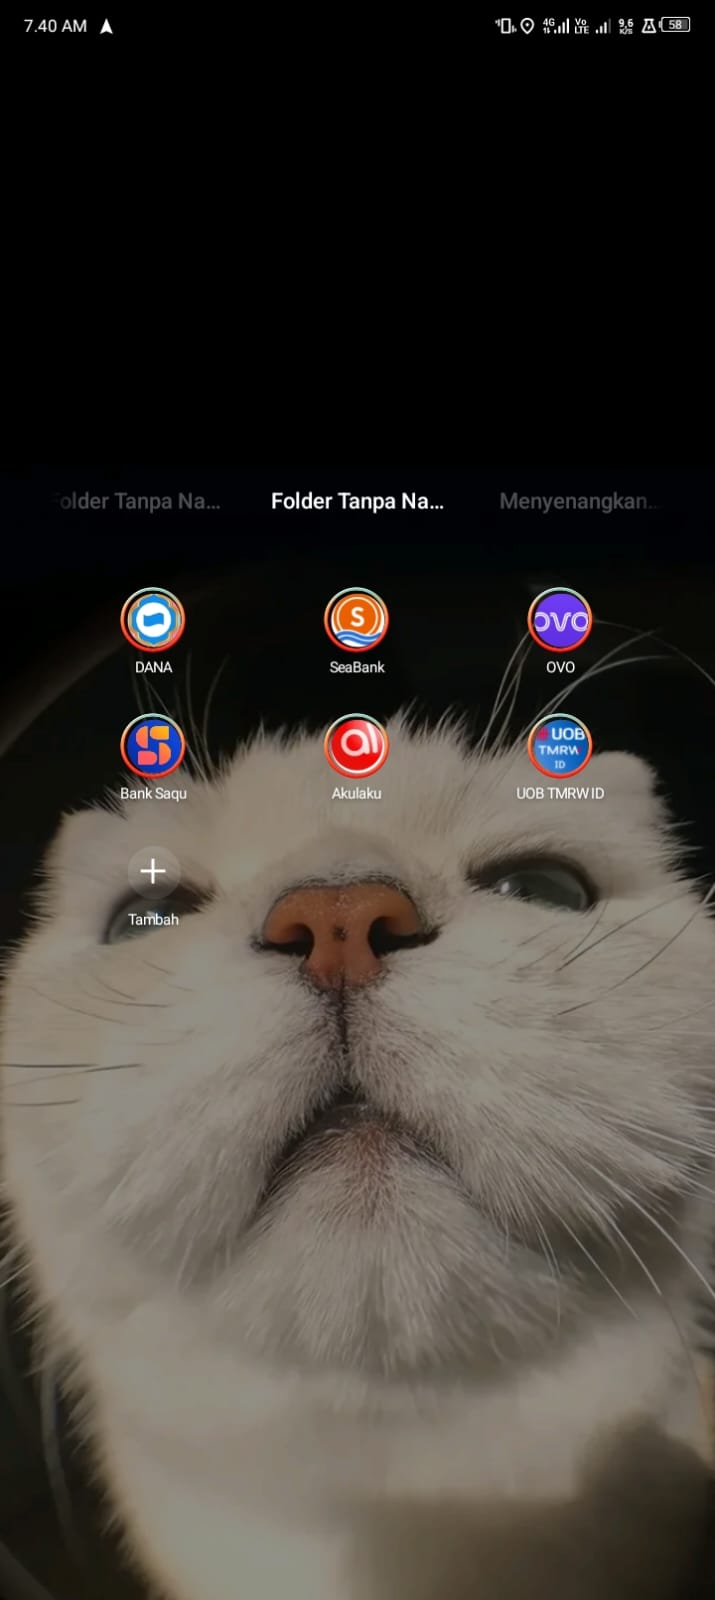 7.40 AM 4G Vo LTE 9,6 K/S 58
Folder Tanpa Na... Folder Tanpa Na... Menyenangkan...
S OVO
DANA SeaBank OVO
UOB
TMRW
ID
Bank Saqu Akulaku UOB TMRW ID
Tambah